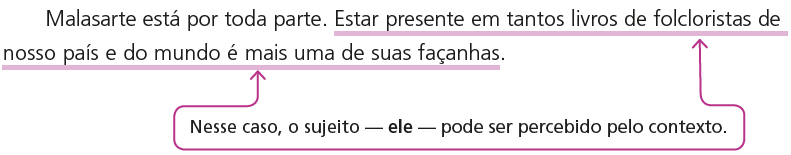 Malasarte está por toda parte. Estar presente em tantos livros de folcloristas de
nosso país e do mundo é mais uma de suas façanhas.
Nesse caso, o sujeito — ele — pode ser percebido pelo contexto.